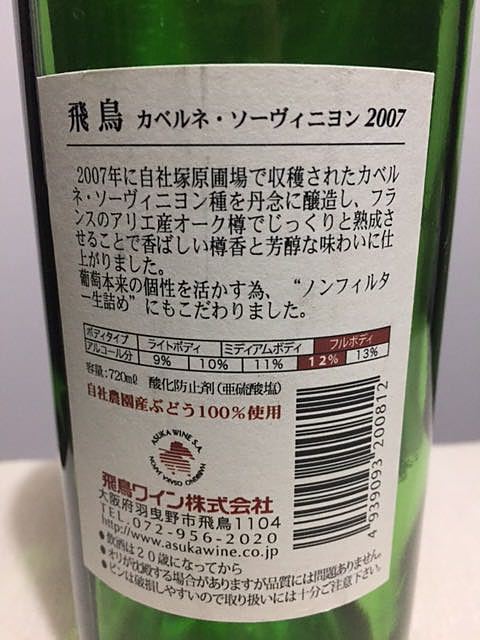 飛鳥 カベルネ・ソーヴィニヨン 2007
2007年に自社塚原圃場で収穫されたカベル
ネ・ソーヴィニヨン種を丹念に醸造し、フラ
ンスのアリエ産オーク樽でじっくりと熟成さ
せることで香ばしい樽香と芳醇な味わいに仕
上がりました。
葡萄本来の個性を活かす為、“ノンフィルタ
ー生詰め”にもこだわりました。
ボディタイプ ライトボディ ミディアムボディ フルボディ
アルコール分 9% 10% 11% 12% 13%
容量:720㎖ 酸化防止剤(亜硫酸塩)
自社農園産ぶどう100%使用
ASUKA WINE S.A.
HABIKINO OSAKA JAPON
飛鳥ワイン株式会社
大阪府羽曳野市飛鳥1104
TEL.072-956-2020
http://www.asukawine.co.jp
●飲酒は20歳になってから
●オリが沈殿する場合がありますが品質には問題ありません。
●ビンは破損しやすいので取り扱いには十分ご注意下さい。
4 939093 200812